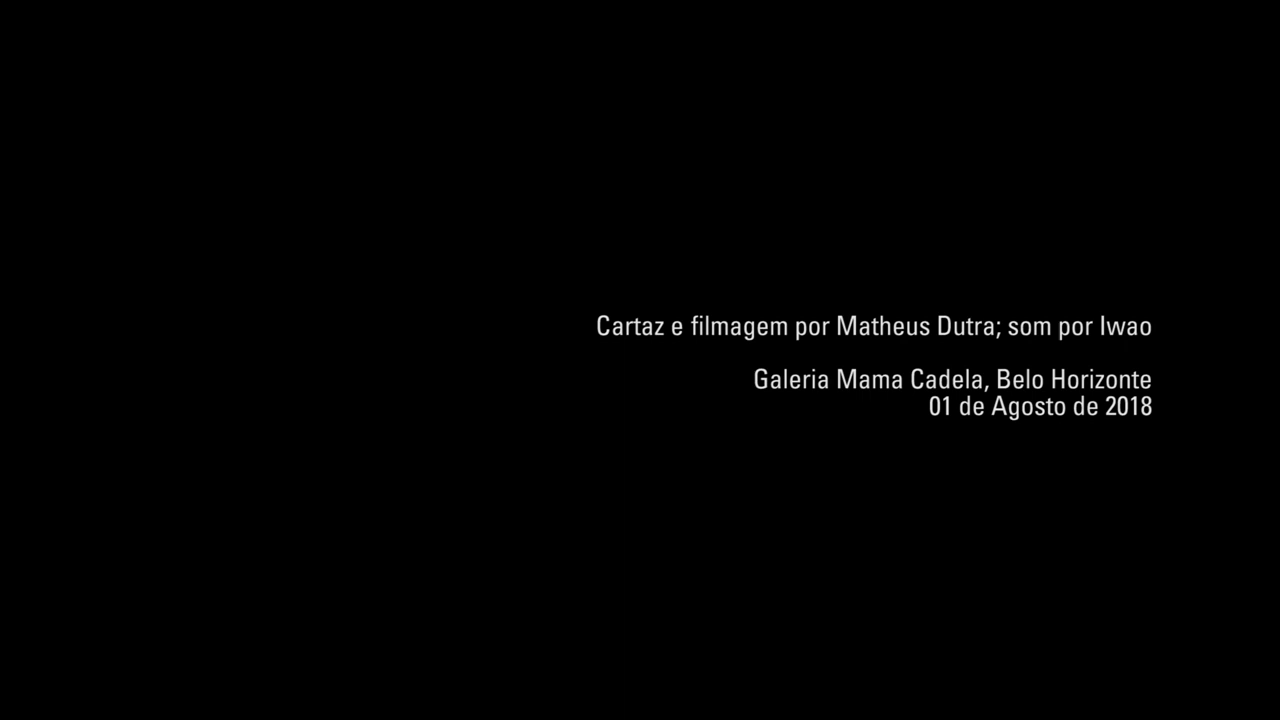 Cartaz e filmagem por Matheus Dutra; som por Iwao
Galeria Mama Cadela, Belo Horizonte
01 de Agosto de 2018